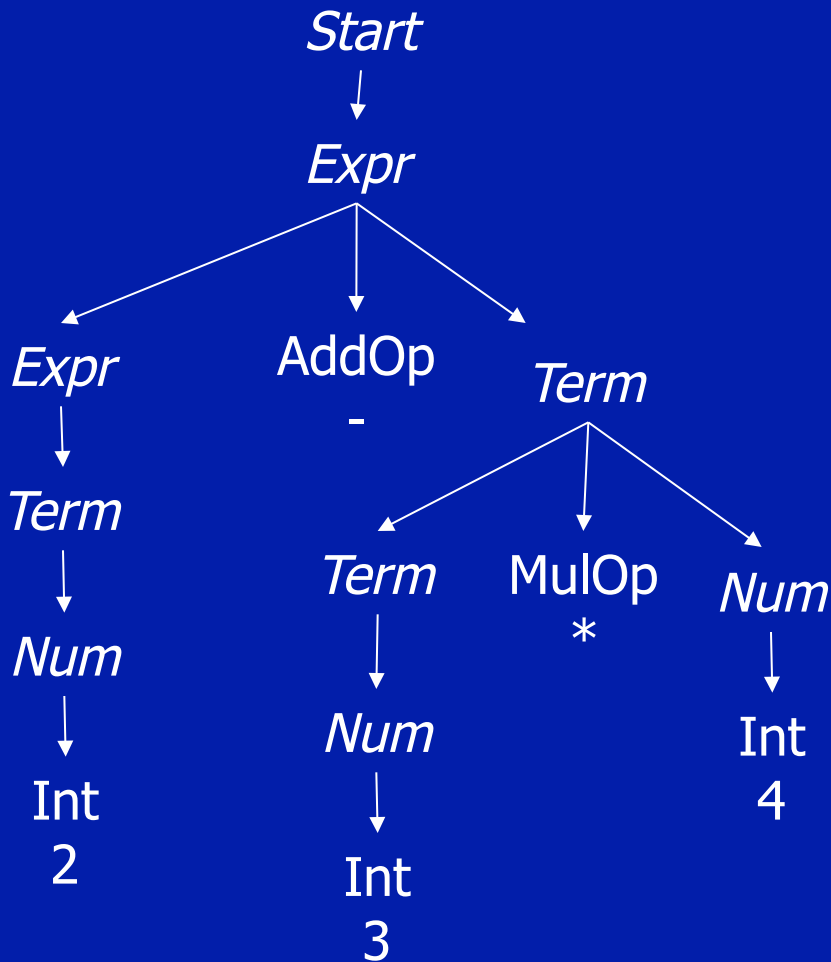 Start
Expr
Expr
AddOp
-
Term
Term
Term
MulOp
*
Num
Num
Num
Int
2
Int
4
Int
3